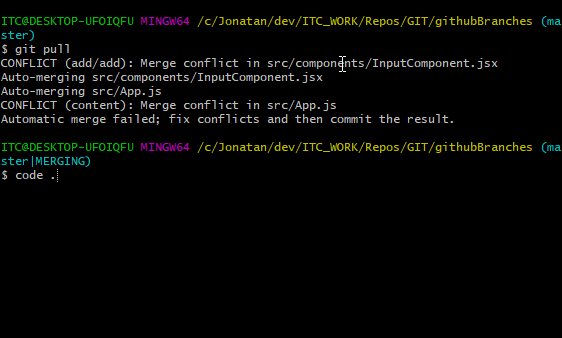 ITC@DESKTOP-UFOIQFU MINGW64 /c/Jonatan/dev/ITC_WORK/Repos/GIT/githubBranches (ma
ster)
$ git pull
CONFLICT (add/add): Merge conflict in src/components/InputComponent.jsx
Auto-merging src/components/InputComponent.jsx
Auto-merging src/App.js
CONFLICT (content): Merge conflict in src/App.js
Automatic merge failed; fix conflicts and then commit the result.
ITC@DESKTOP-UFOIQFU MINGW64 /c/Jonatan/dev/ITC_WORK/Repos/GIT/githubBranches (ma
ster|MERGING)
$ code .